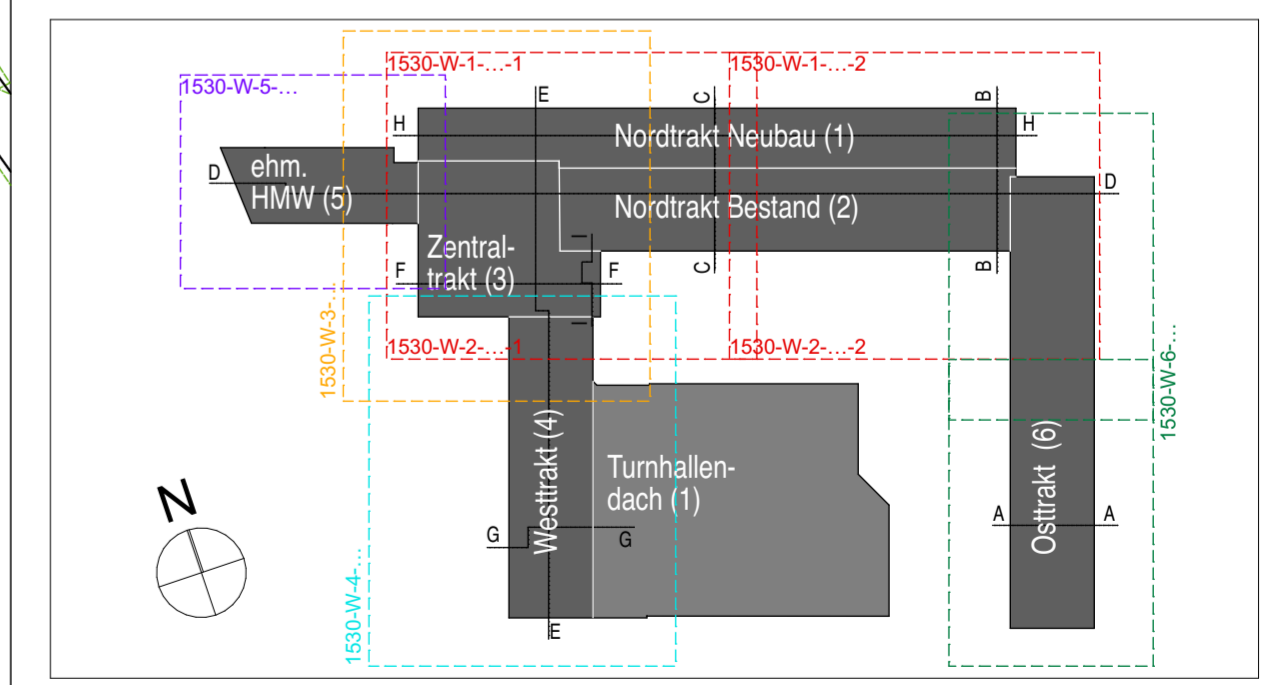 1530-W-1-...-1
1530-W-1-...-2
1530-W-5-...
E
C
B
H
Nordtrakt Neubau (1)
H
D
ehm.
HMW (5)
Nordtrakt Bestand (2)
D
Zentral-
trakt (3)
I
F
F
C
B
I
1530-W-3-...
1530-W-2-...-1
1530-W-2-...-2
1530-W-6-...
Westtrakt (4)
Turnhallen-
dach (1)
Osttrakt (6)
N
G
G
A
A
1530-W-4-...
E